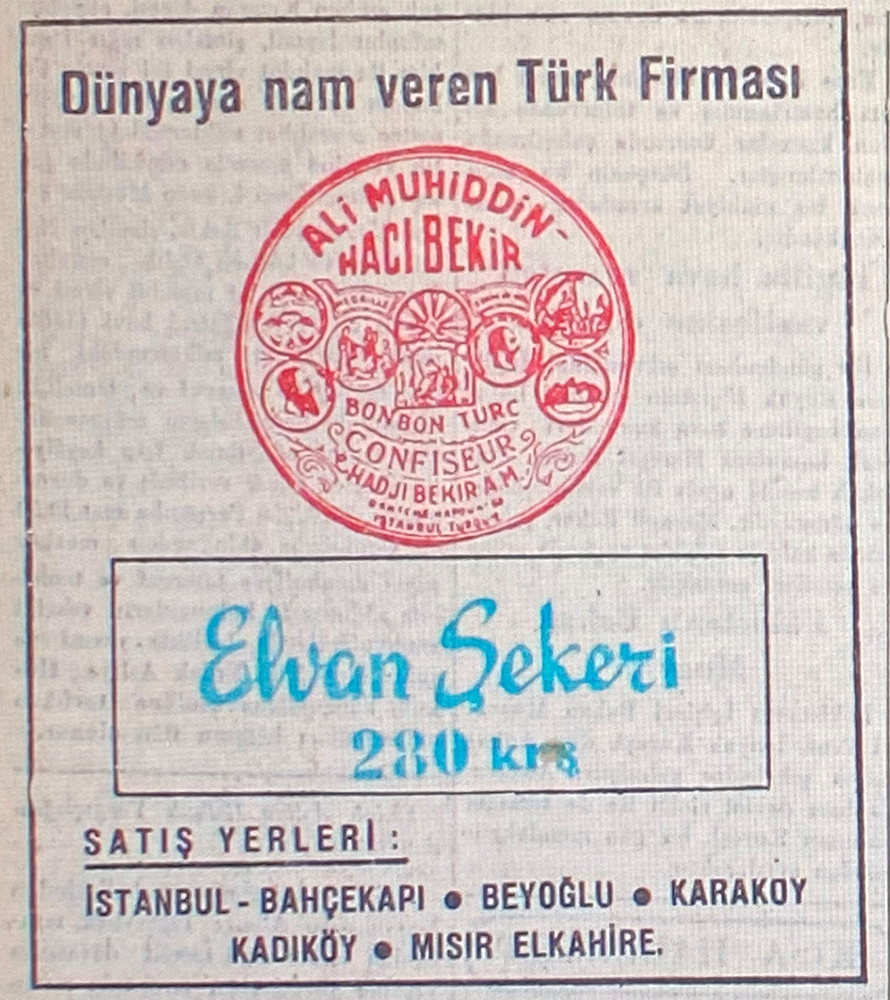 Dünyaya nam veren Türk Firması
ALİ MUHİDDİN-
HACI BEKİR
BONBON TURC
CONFISEUR
HADJI BEKIR A.M.
Elvan Şekeri
280 krş
SATIŞ YERLERİ:
İSTANBUL - BAHÇEKAPI ● BEYOĞLU ● KARAKÖY
KADIKÖY ● MISIR ELKAHİRE.